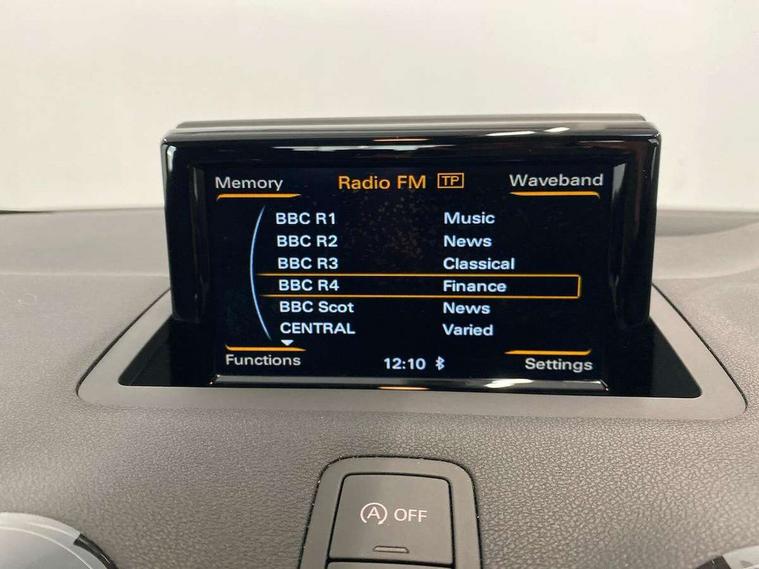 Memory Radio FM TP Waveband
BBC R1 Music
BBC R2 News
BBC R3 Classical
BBC R4 Finance
BBC Scot News
CENTRAL Varied
Functions 12:10 Settings
A OFF